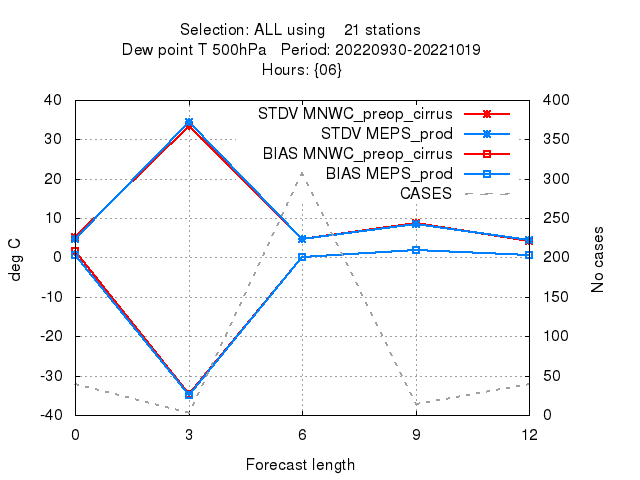 Selection: ALL using    21 stations
Dew point T 500hPa   Period: 20220930-20221019
Hours: {06}
40 400
STDV MNWC_preop_cirrus
30 350
STDV MEPS_prod
BIAS MNWC_preop_cirrus
20 300
BIAS MEPS_prod
CASES
10 250
0 200
-10 150
-20 100
-30 50
-40 0
deg C
No cases
0 3 6 9 12
Forecast length